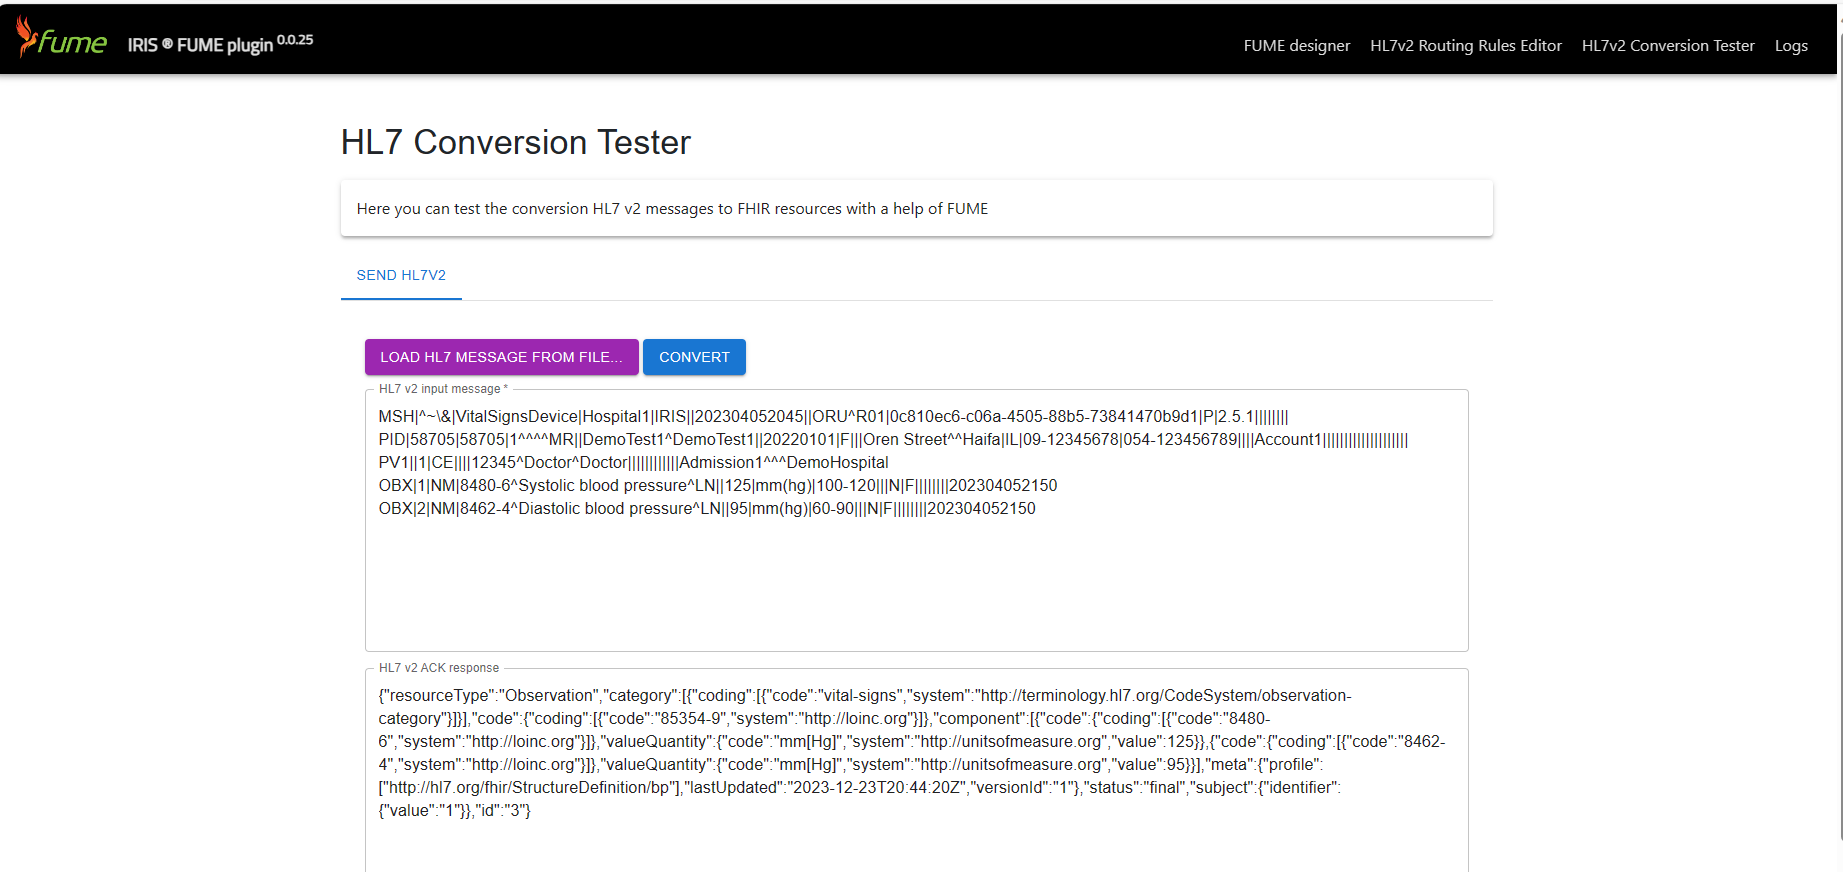 fume IRIS ® FUME plugin 0.0.25 FUME designer HL7v2 Routing Rules Editor HL7v2 Conversion Tester Logs
HL7 Conversion Tester
Here you can test the conversion HL7 v2 messages to FHIR resources with a help of FUME
SEND HL7V2
LOAD HL7 MESSAGE FROM FILE... CONVERT
HL7 v2 input message *
MSH|^~\&|VitalSignsDevice|Hospital1|IRIS||202304052045||ORU^R01|0c810ec6-c06a-4505-88b5-73841470b9d1|P|2.5.1||||||||
PID|58705|58705|1^^^^MR||DemoTest1^DemoTest1||20220101|F|||Oren Street^^Haifa|IL|09-12345678|054-123456789||||Account1||||||||||||||||||||
PV1||1|CE||||12345^Doctor^Doctor||||||||||||Admission1^^^DemoHospital
OBX|1|NM|8480-6^Systolic blood pressure^LN||125|mm(hg)|100-120|||N|F||||||||202304052150
OBX|2|NM|8462-4^Diastolic blood pressure^LN||95|mm(hg)|60-90|||N|F||||||||202304052150
HL7 v2 ACK response
{"resourceType":"Observation","category":[{"coding":[{"code":"vital-signs","system":"http://terminology.hl7.org/CodeSystem/observation-
category"}]}],"code":{"coding":[{"code":"85354-9","system":"http://loinc.org"}]},"component":[{"code":{"coding":[{"code":"8480-
6","system":"http://loinc.org"}]},"valueQuantity":{"code":"mm[Hg]","system":"http://unitsofmeasure.org","value":125}},{"code":{"coding":[{"code":"8462-
4","system":"http://loinc.org"}]},"valueQuantity":{"code":"mm[Hg]","system":"http://unitsofmeasure.org","value":95}}],"meta":{"profile":
["http://hl7.org/fhir/StructureDefinition/bp"],"lastUpdated":"2023-12-23T20:44:20Z","versionId":"1"},"status":"final","subject":{"identifier":
{"value":"1"}},"id":"3"}